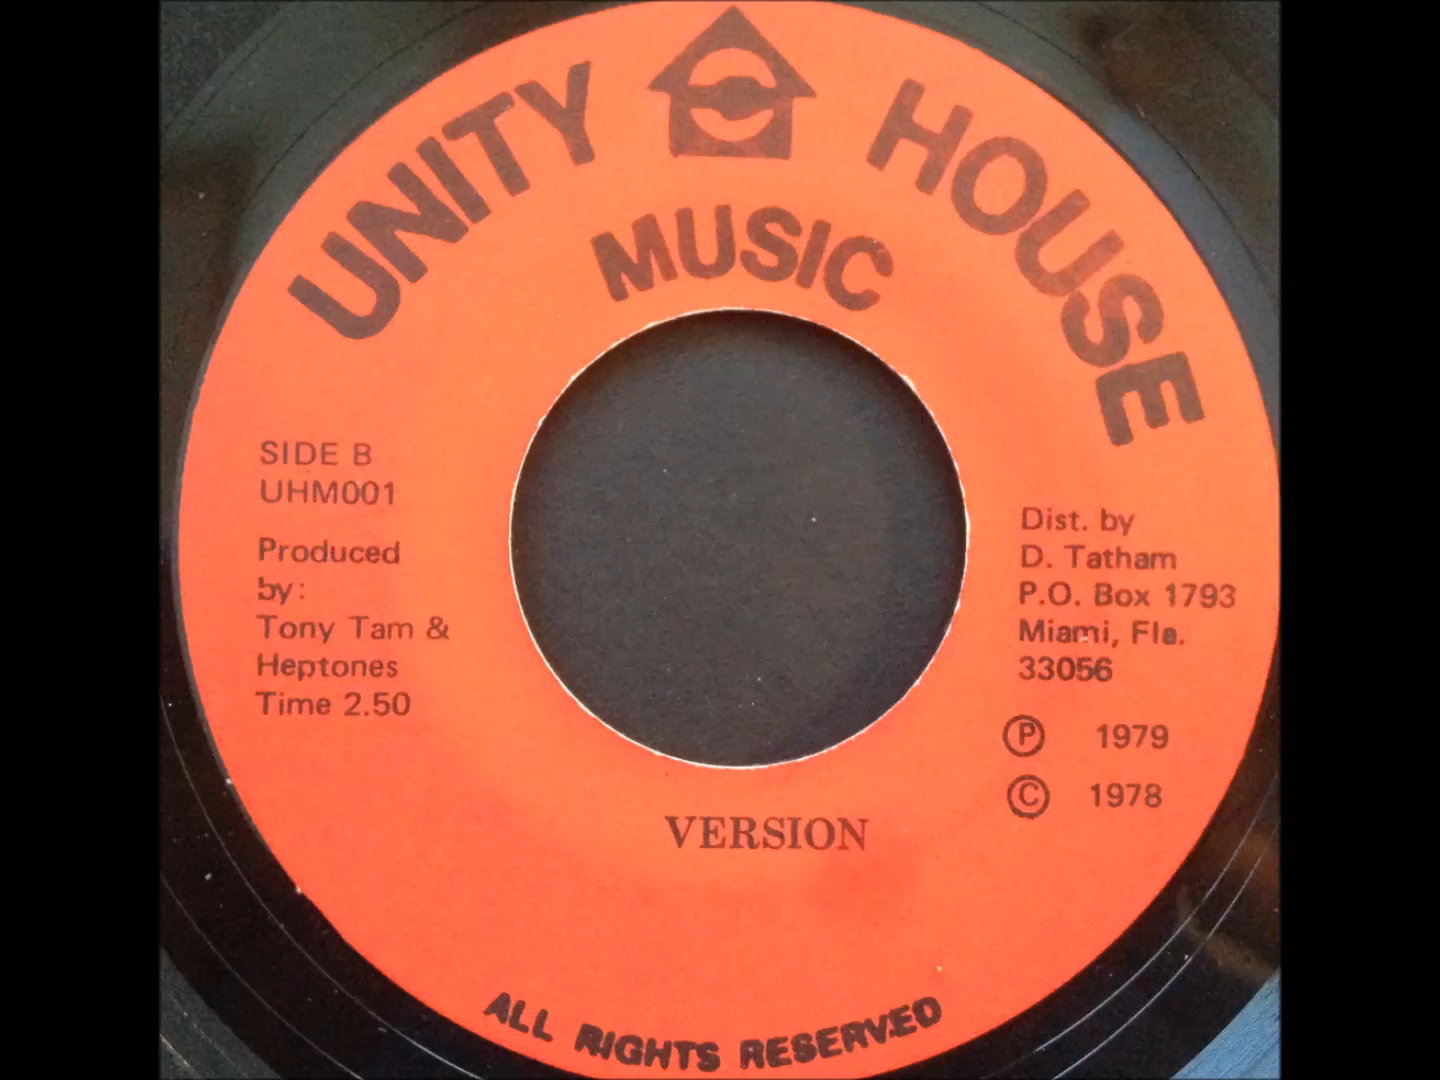 UNITY HOUSE
MUSIC
SIDE B
UHM001
Produced
by:
Tony Tam &
Heptones
Time 2.50
Dist. by
D. Tatham
P.O. Box 1793
Miami, Fla.
33056
Ⓟ 1979
© 1978
VERSION
ALL RIGHTS RESERVED